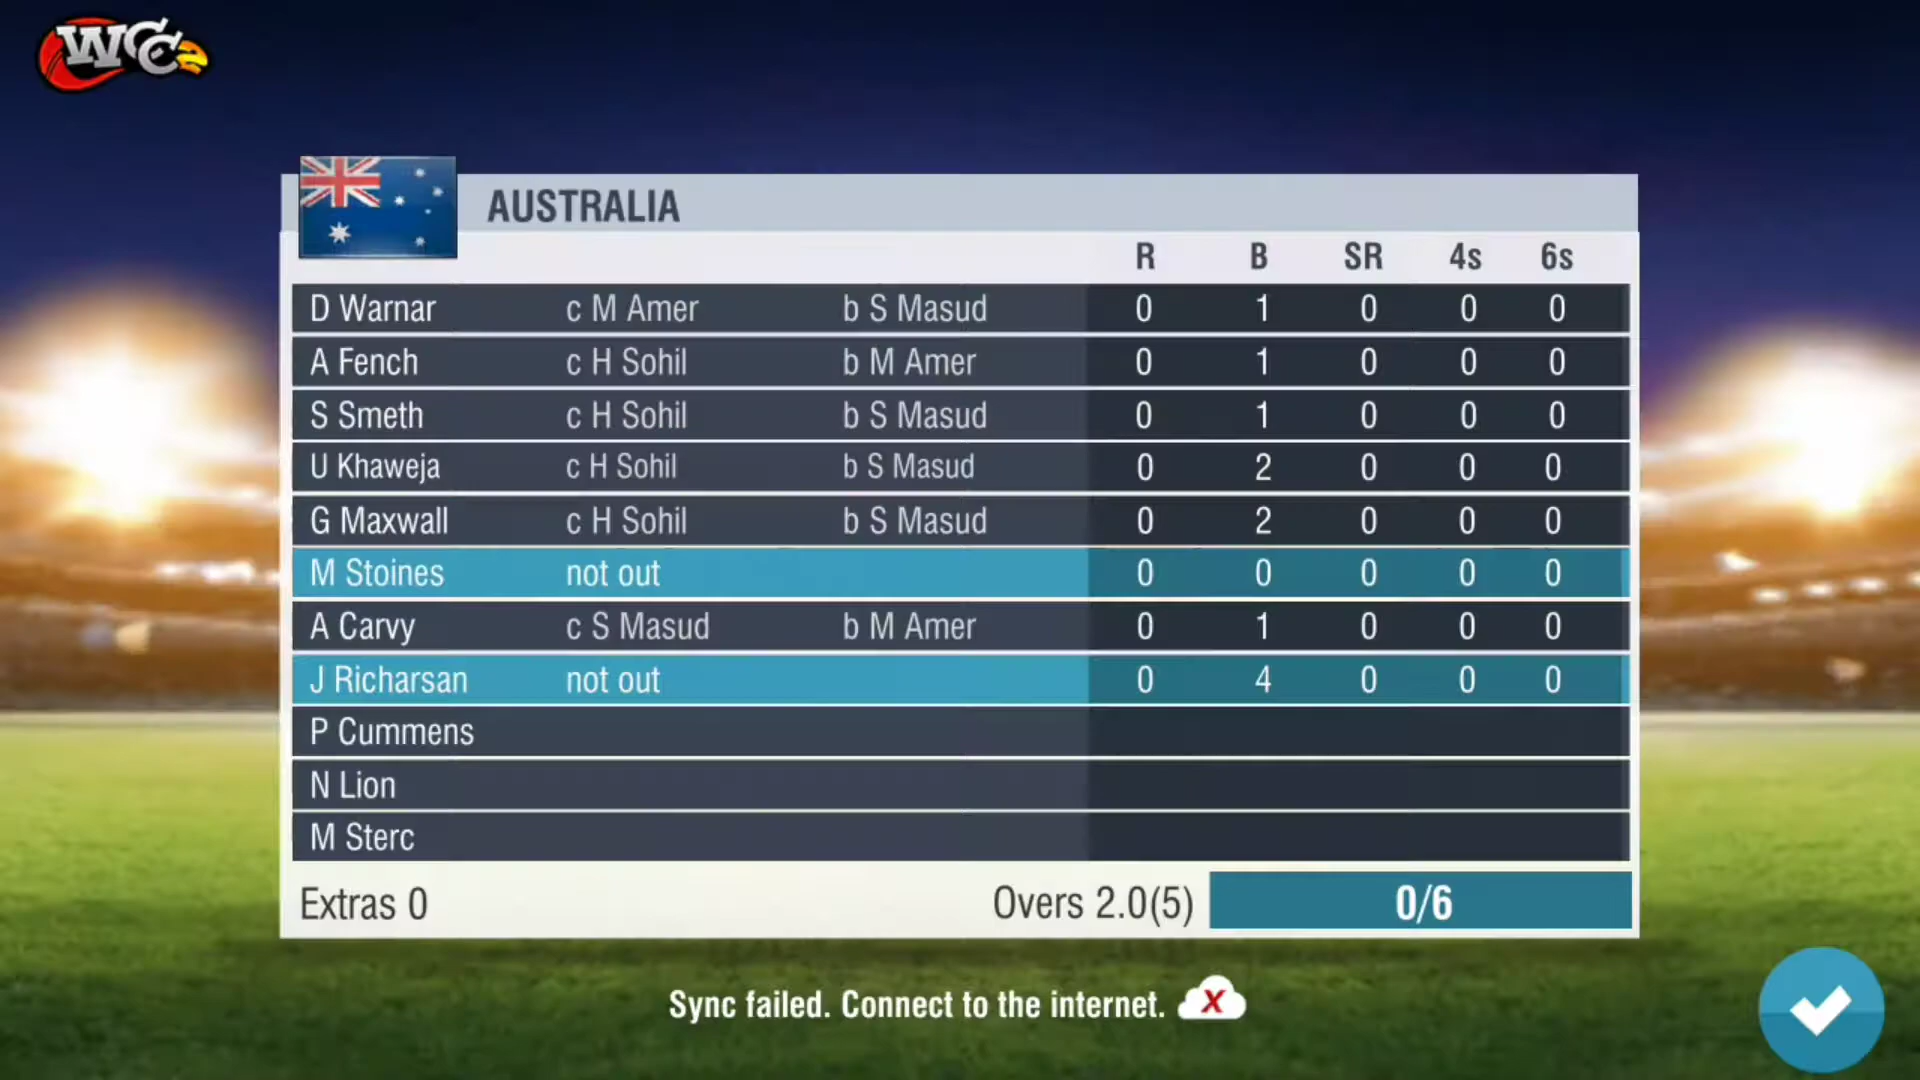 WCC2
AUSTRALIA
R B SR 4s 6s
D Warnar c M Amer b S Masud 0 1 0 0 0
A Fench c H Sohil b M Amer 0 1 0 0 0
S Smeth c H Sohil b S Masud 0 1 0 0 0
U Khaweja c H Sohil b S Masud 0 2 0 0 0
G Maxwall c H Sohil b S Masud 0 2 0 0 0
M Stoines not out 0 0 0 0 0
A Carvy c S Masud b M Amer 0 1 0 0 0
J Richarsan not out 0 4 0 0 0
P Cummens
N Lion
M Sterc
Extras 0 Overs 2.0(5) 0/6
Sync failed. Connect to the internet. X